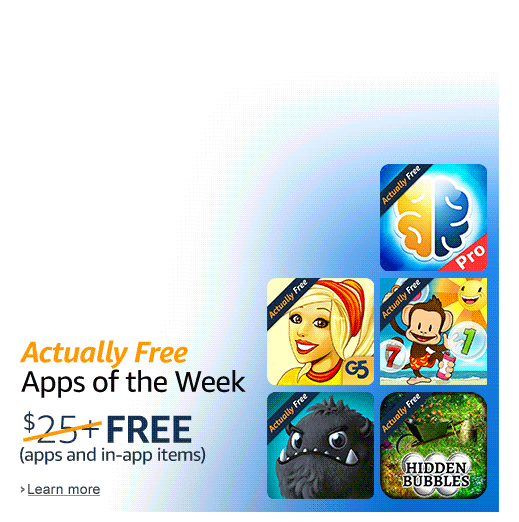 Actually Free
Pro
Actually Free
G5
Actually Free
7
1
Actually Free
Apps of the Week
$25+ FREE
(apps and in-app items)
Actually Free
Actually Free
HIDDEN
BUBBLES
›Learn more